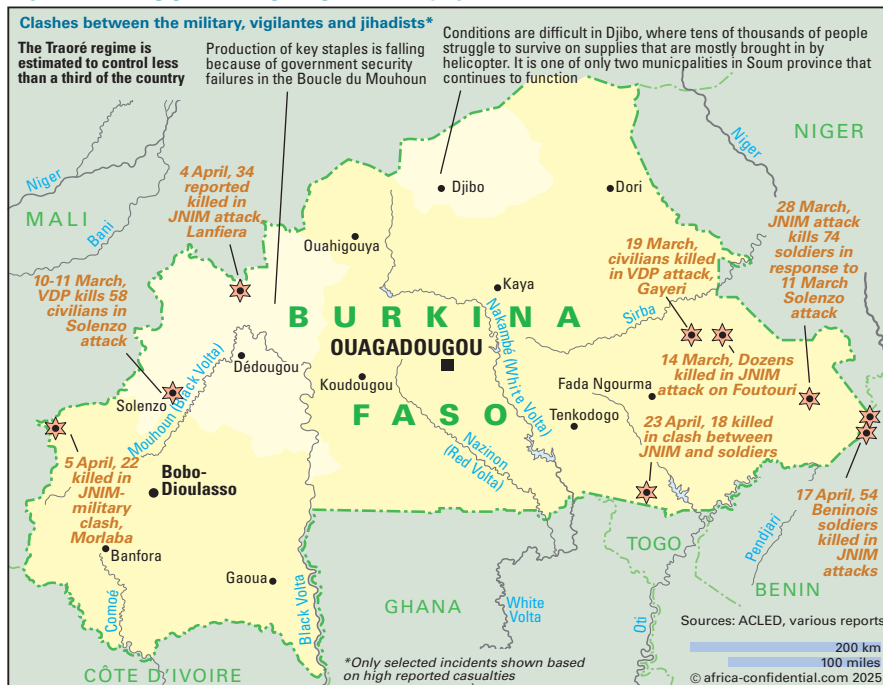 Clashes between the military, vigilantes and jihadists*
The Traoré regime is
estimated to control less
than a third of the country
Production of key staples is falling
because of government security
failures in the Boucle du Mouhoun
Conditions are difficult in Djibo, where tens of thousands of people
struggle to survive on supplies that are mostly brought in by
helicopter. It is one of only two municpalities in Soum province that
continues to function
NIGER
Niger
Niger
MALI
Bani
4 April, 34
reported
killed in
JNIM attack,
Lanfiera
Djibo
Dori
Ouahigouya
28 March,
JNIM attack
kills 74
soldiers in
response to
11 March
Solenzo
attack
19 March,
civilians killed
in VDP attack,
Gayeri
10-11 March,
VDP kills 58
civilians in
Solenzo
attack
Kaya
Sirba
BURKINA
Nakambé (White Volta)
OUAGADOUGOU
Dédougou
Koudougou
14 March, Dozens
killed in JNIM
attack on Foutouri
Fada Ngourma
Solenzo
Mouhoun (Black Volta)
FASO
Tenkodogo
Nazinon
(Red Volta)
23 April, 18 killed
in clash between
JNIM and soldiers
5 April, 22
killed in
JNIM-
military
clash,
Morlaba
Bobo-
Dioulasso
17 April, 54
Beninois
soldiers
killed in
JNIM
attacks
Banfora
Gaoua
Comoé
Black Volta
TOGO
Pendjari
BENIN
GHANA
White
Volta
Oti
CÔTE D'IVOIRE
*Only selected incidents shown based
on high reported casualties
Sources: ACLED, various reports
200 km
100 miles
© africa-confidential.com 2025